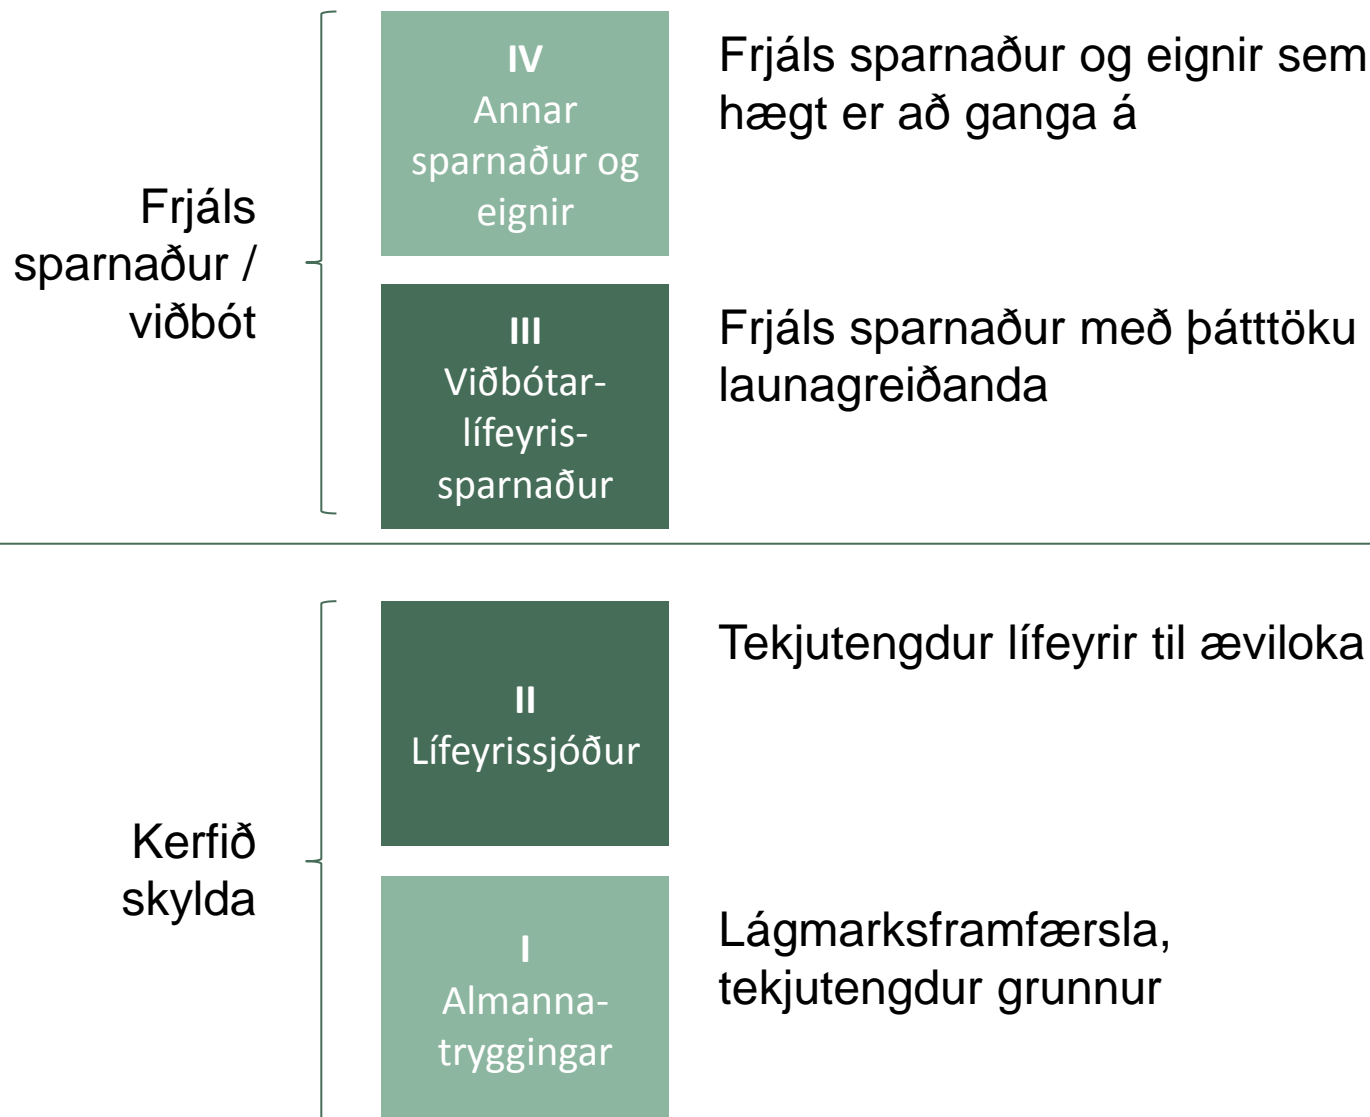 Frjáls
sparnaður /
viðbót
IV
Annar
sparnaður og
eignir
Frjáls sparnaður og eignir sem
hægt er að ganga á
III
Viðbótar-
lífeyris-
sparnaður
Frjáls sparnaður með þátttöku
launagreiðanda
Kerfið
skylda
II
Lífeyrissjóður
Tekjutengdur lífeyrir til æviloka
I
Almanna-
tryggingar
Lágmarksframfærsla,
tekjutengdur grunnur